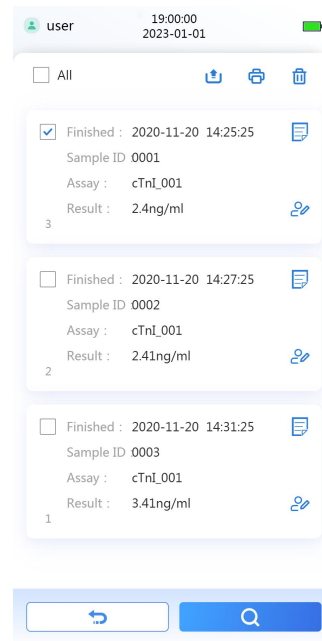 user
19:00:00
2023-01-01
All
Finished : 2020-11-20 14:25:25
Sample ID :0001
Assay : cTnI_001
Result : 2.4ng/ml
3
Finished : 2020-11-20 14:27:25
Sample ID :0002
Assay : cTnI_001
Result : 2.41ng/ml
2
Finished : 2020-11-20 14:31:25
Sample ID :0003
Assay : cTnI_001
Result : 3.41ng/ml
1